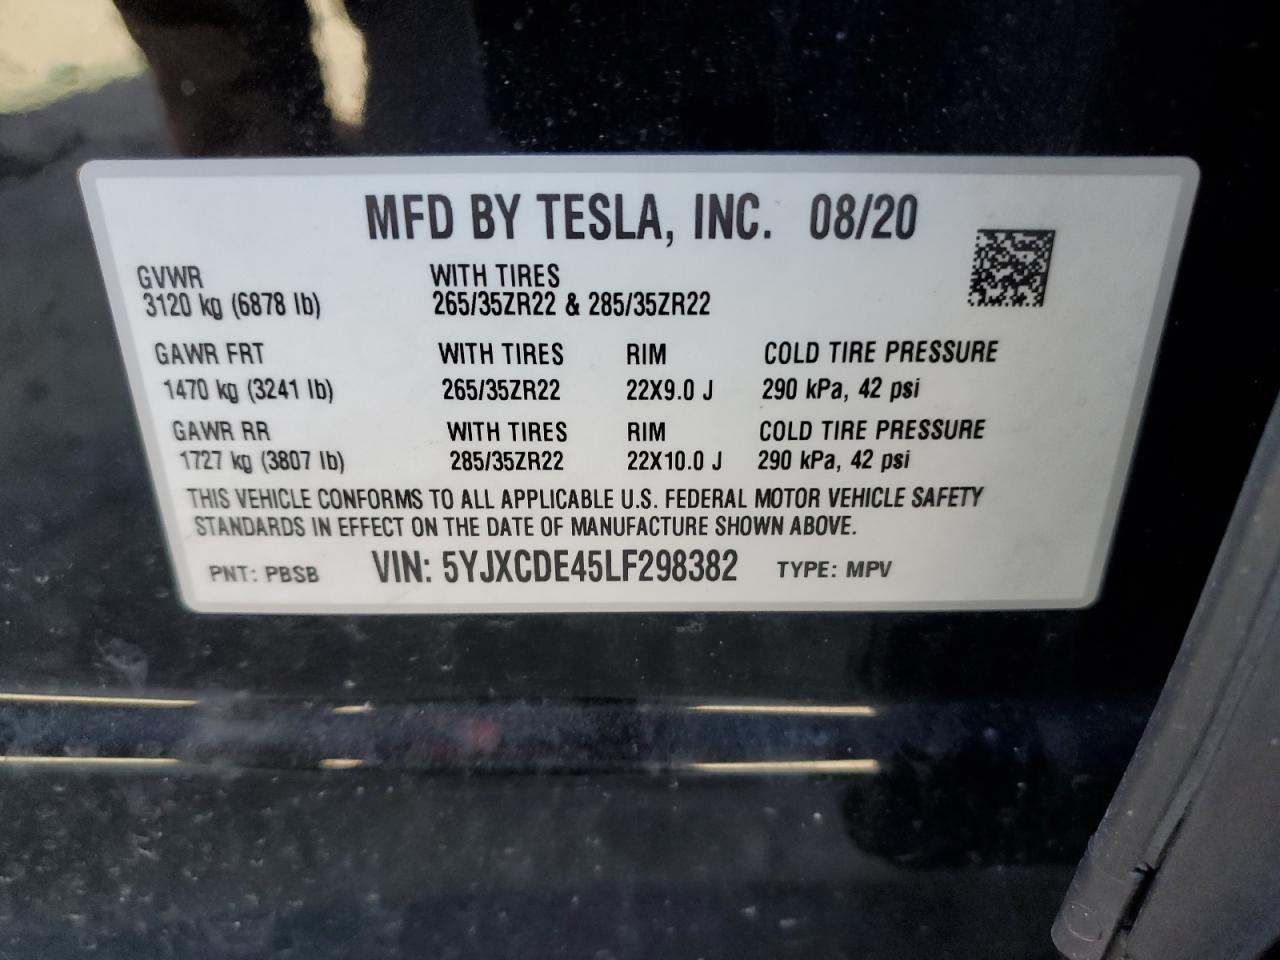 MFD BY TESLA, INC. 08/20
GVWR WITH TIRES
3120 kg (6878 lb) 265/35ZR22 & 285/35ZR22
GAWR FRT WITH TIRES RIM COLD TIRE PRESSURE
1470 kg (3241 lb) 265/35ZR22 22X9.0 J 290 kPa, 42 psi
GAWR RR WITH TIRES RIM COLD TIRE PRESSURE
1727 kg (3807 lb) 285/35ZR22 22X10.0 J 290 kPa, 42 psi
THIS VEHICLE CONFORMS TO ALL APPLICABLE U.S. FEDERAL MOTOR VEHICLE SAFETY
STANDARDS IN EFFECT ON THE DATE OF MANUFACTURE SHOWN ABOVE.
PNT: PBSB VIN: 5YJXCDE45LF298382 TYPE: MPV